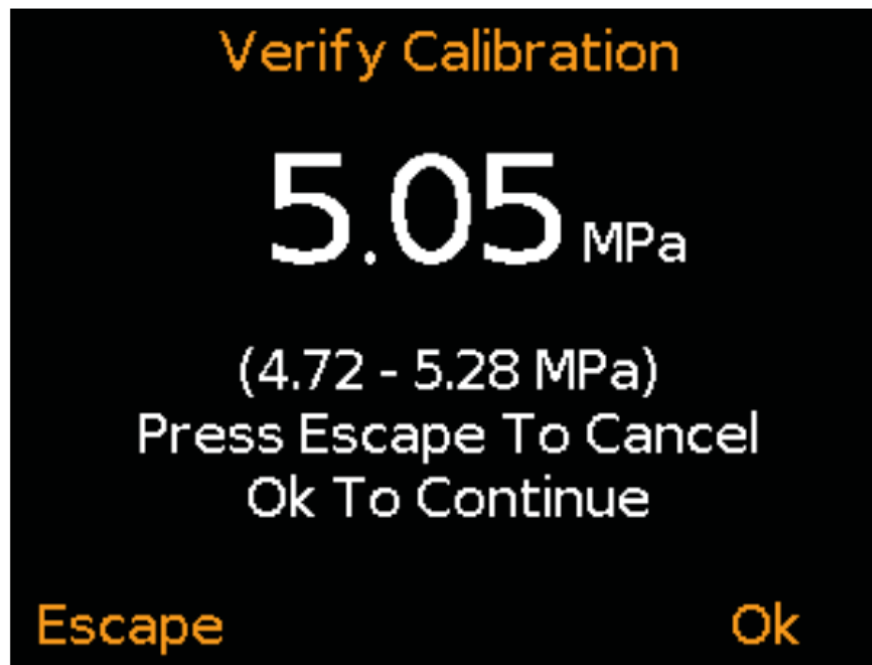 Verify Calibration
5.05 MPa
(4.72 - 5.28 MPa)
Press Escape To Cancel
Ok To Continue
Escape Ok